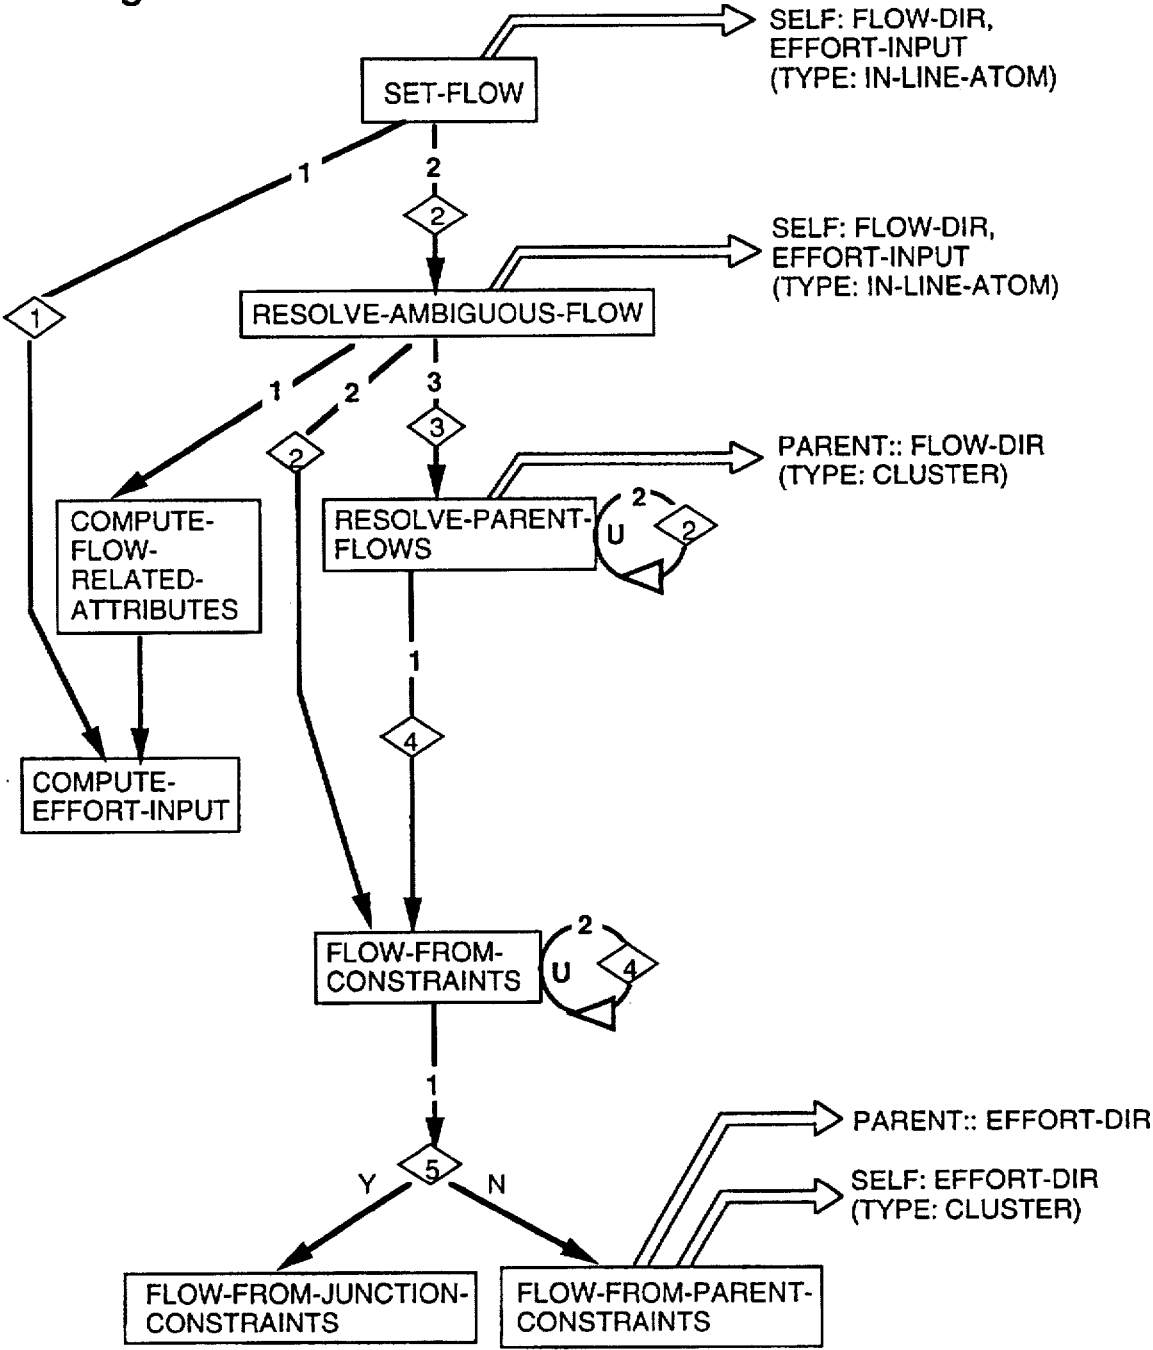 SELF: FLOW-DIR,
EFFORT-INPUT
(TYPE: IN-LINE-ATOM)
SET-FLOW
1
2
2
SELF: FLOW-DIR,
EFFORT-INPUT
(TYPE: IN-LINE-ATOM)
1
RESOLVE-AMBIGUOUS-FLOW
1
2
3
3
2
PARENT:: FLOW-DIR
(TYPE: CLUSTER)
COMPUTE-
FLOW-
RELATED-
ATTRIBUTES
RESOLVE-PARENT-
FLOWS
2
U
2
1
4
COMPUTE-
EFFORT-INPUT
FLOW-FROM-
CONSTRAINTS
2
U
4
1
5
Y
N
PARENT:: EFFORT-DIR
SELF: EFFORT-DIR
(TYPE: CLUSTER)
FLOW-FROM-JUNCTION-
CONSTRAINTS
FLOW-FROM-PARENT-
CONSTRAINTS